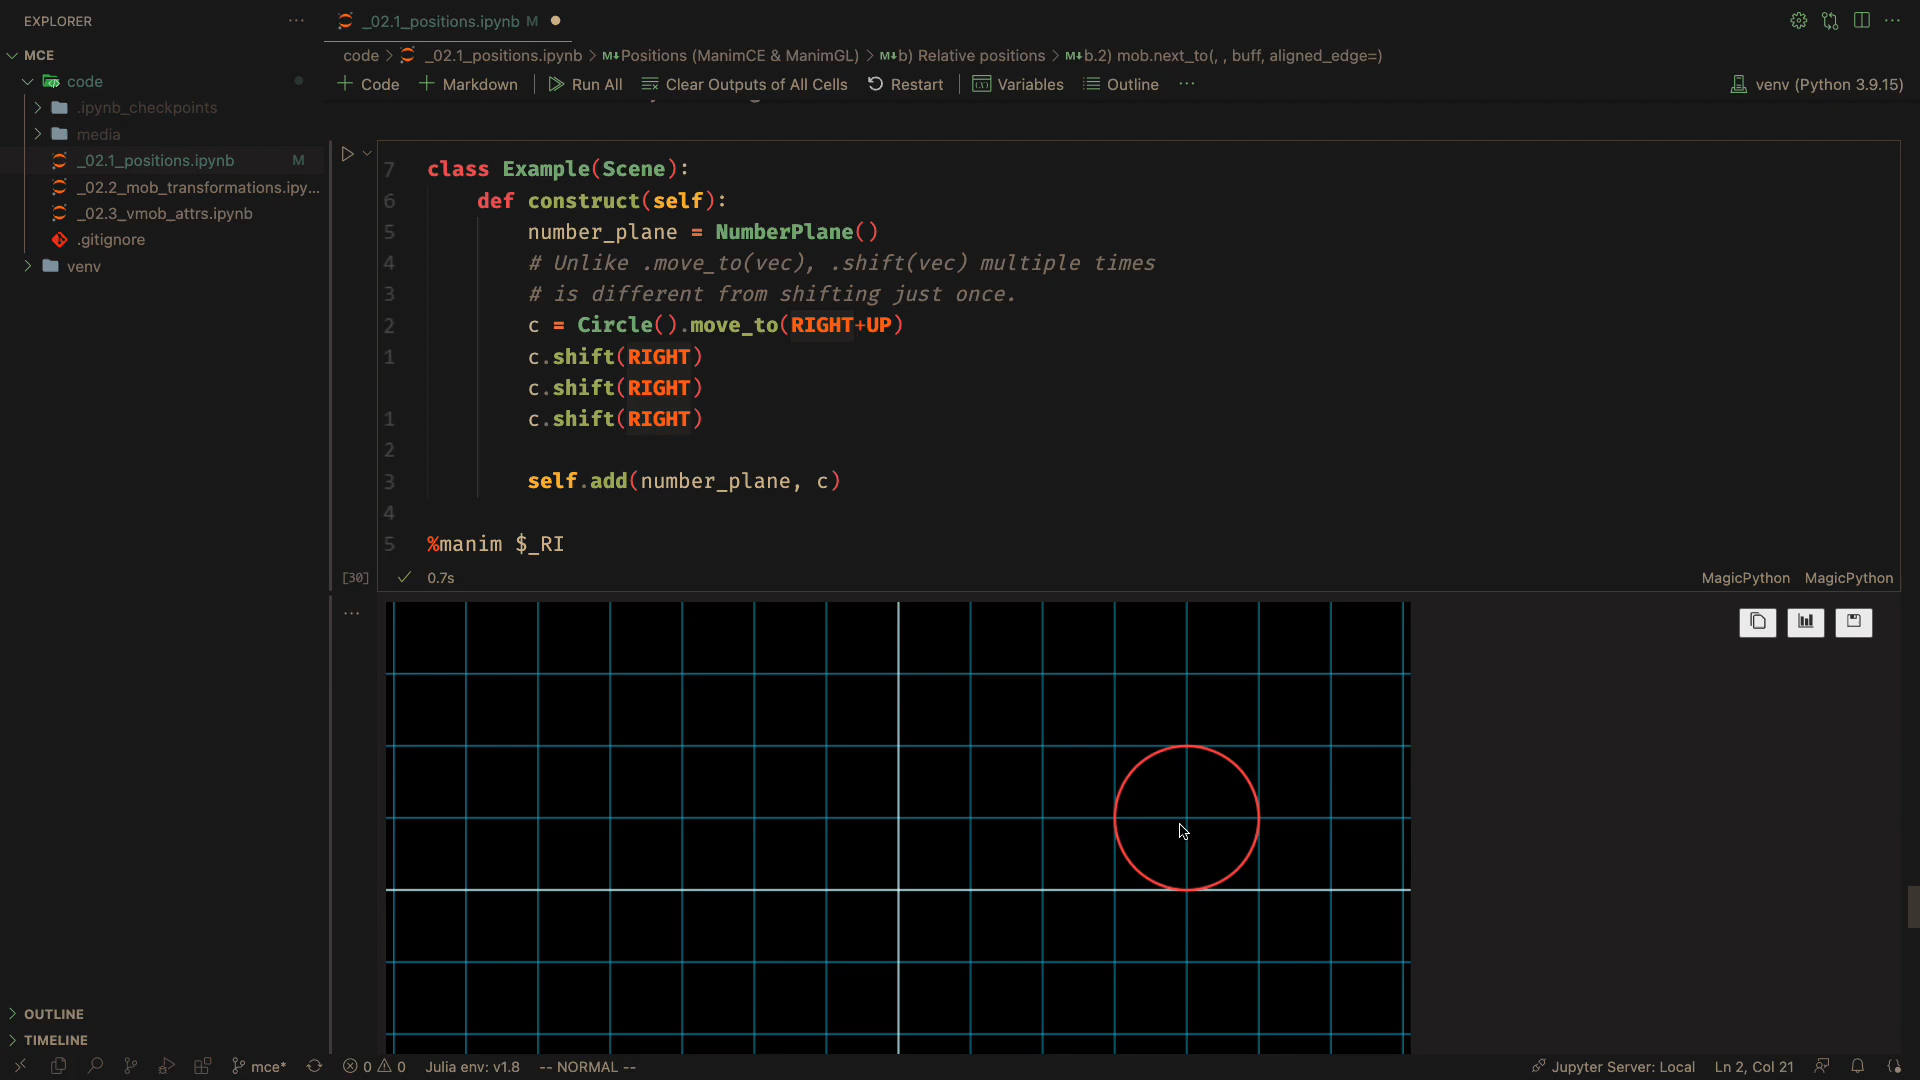 EXPLORER
MCE
code
.ipynb_checkpoints
media
_02.1_positions.ipynb M
_02.2_mob_transformations.ipy...
_02.3_vmob_attrs.ipynb
.gitignore
venv
OUTLINE
TIMELINE
_02.1_positions.ipynb M
code > _02.1_positions.ipynb > M↓Positions (ManimCE & ManimGL) > M↓b) Relative positions > M↓b.2) mob.next_to(, , buff, aligned_edge=)
+ Code + Markdown Run All Clear Outputs of All Cells Restart Variables Outline ··· venv (Python 3.9.15)
7 class Example(Scene):
6 def construct(self):
5 number_plane = NumberPlane()
4 # Unlike .move_to(vec), .shift(vec) multiple times
3 # is different from shifting just once.
2 c = Circle().move_to(RIGHT+UP)
1 c.shift(RIGHT)
c.shift(RIGHT)
1 c.shift(RIGHT)
2
3 self.add(number_plane, c)
4
5 %manim $_RI
[30] ✓ 0.7s MagicPython MagicPython
mce* 0 0 Julia env: v1.8 -- NORMAL -- Jupyter Server: Local Ln 2, Col 21